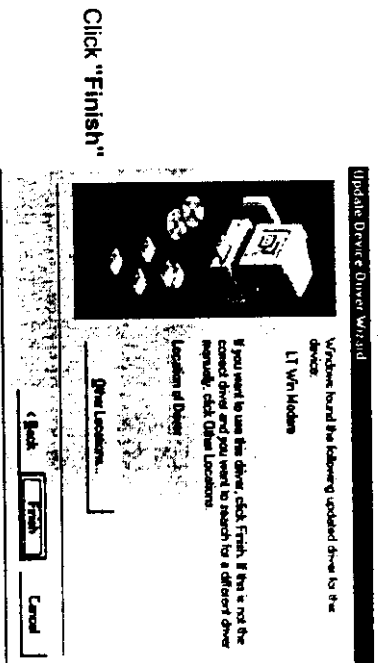 Click "Finish"
Update Device Driver Wizard
Windows found the following updated driver for this
device:
LT Win Modem
If you want to use this driver, click Finish. If this is not the
correct driver and you want to search for a different driver
manually, click Other Locations.
Location of Driver:
Other Locations...
< Back
Finish
Cancel